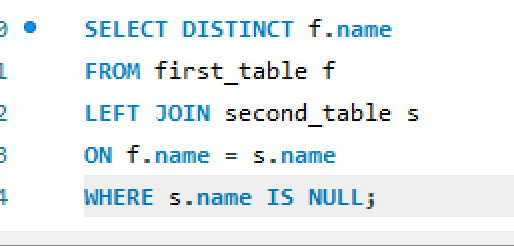 SELECT DISTINCT f.name
FROM first_table f
LEFT JOIN second_table s
ON f.name = s.name
WHERE s.name IS NULL;